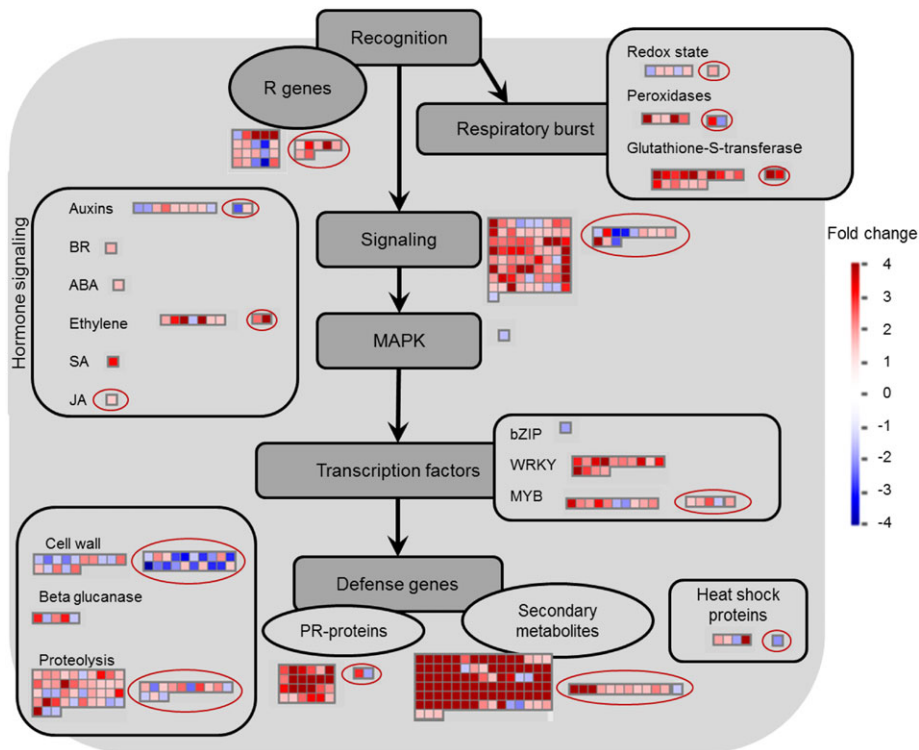 Recognition
R genes
Respiratory burst
Redox state
Peroxidases
Glutathione-S-transferase
Hormone signaling
Auxins
BR
ABA
Ethylene
SA
JA
Signaling
MAPK
Fold change
4
3
2
1
0
-1
-2
-3
-4
Transcription factors
bZIP
WRKY
MYB
Cell wall
Beta glucanase
Proteolysis
Defense genes
PR-proteins
Secondary
metabolites
Heat shock
proteins